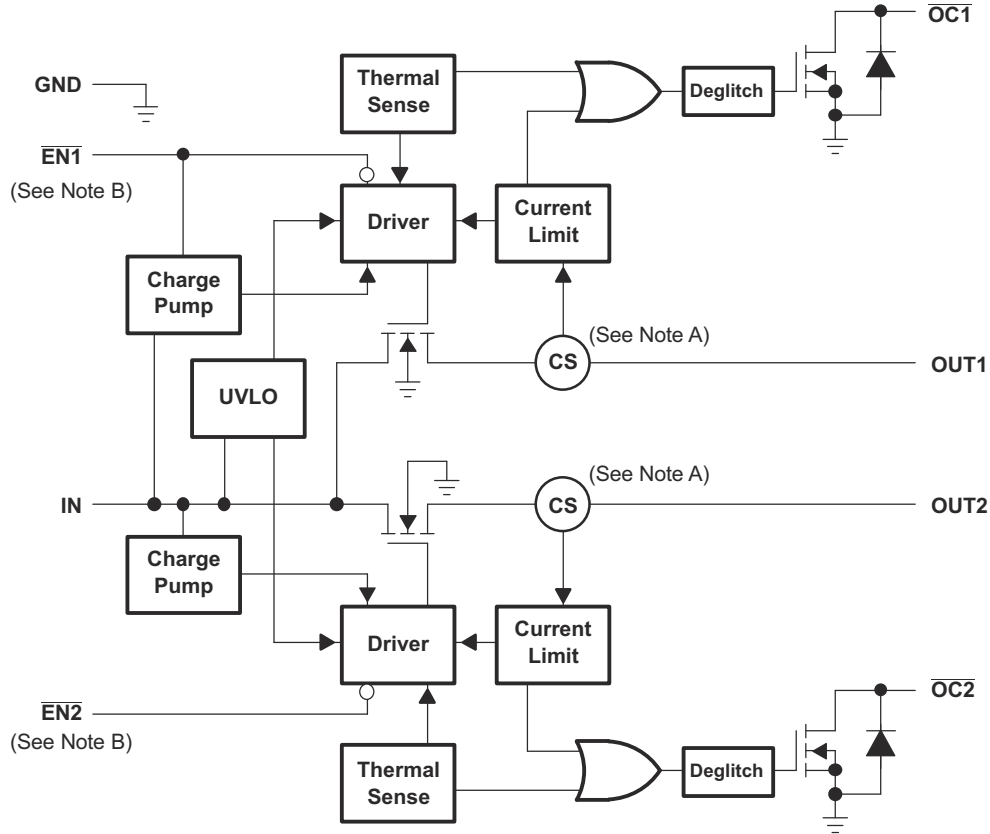 OC1
Thermal
Sense
GND
Deglitch
EN1
(See Note B)
Driver
Current
Limit
Charge
Pump
(See Note A)
CS
OUT1
UVLO
(See Note A)
IN
CS
OUT2
Charge
Pump
Driver
Current
Limit
OC2
EN2
(See Note B)
Thermal
Sense
Deglitch